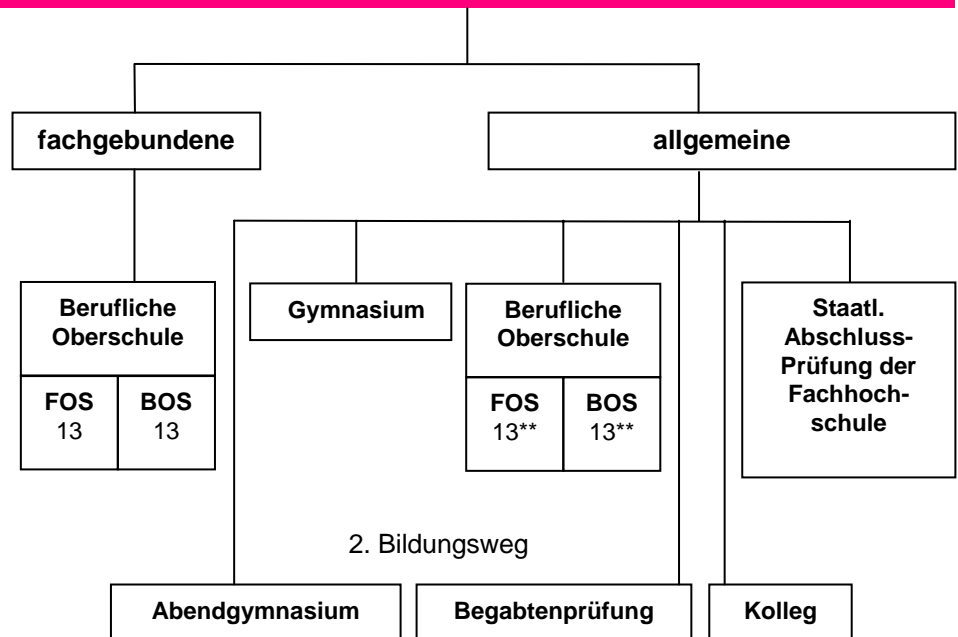 fachgebundene
allgemeine
Berufliche
Oberschule
FOS
13
BOS
13
Gymnasium
Berufliche
Oberschule
FOS
13**
BOS
13**
Staatl.
Abschluss-
Prüfung der
Fachhoch-
schule
2. Bildungsweg
Abendgymnasium
Begabtenprüfung
Kolleg